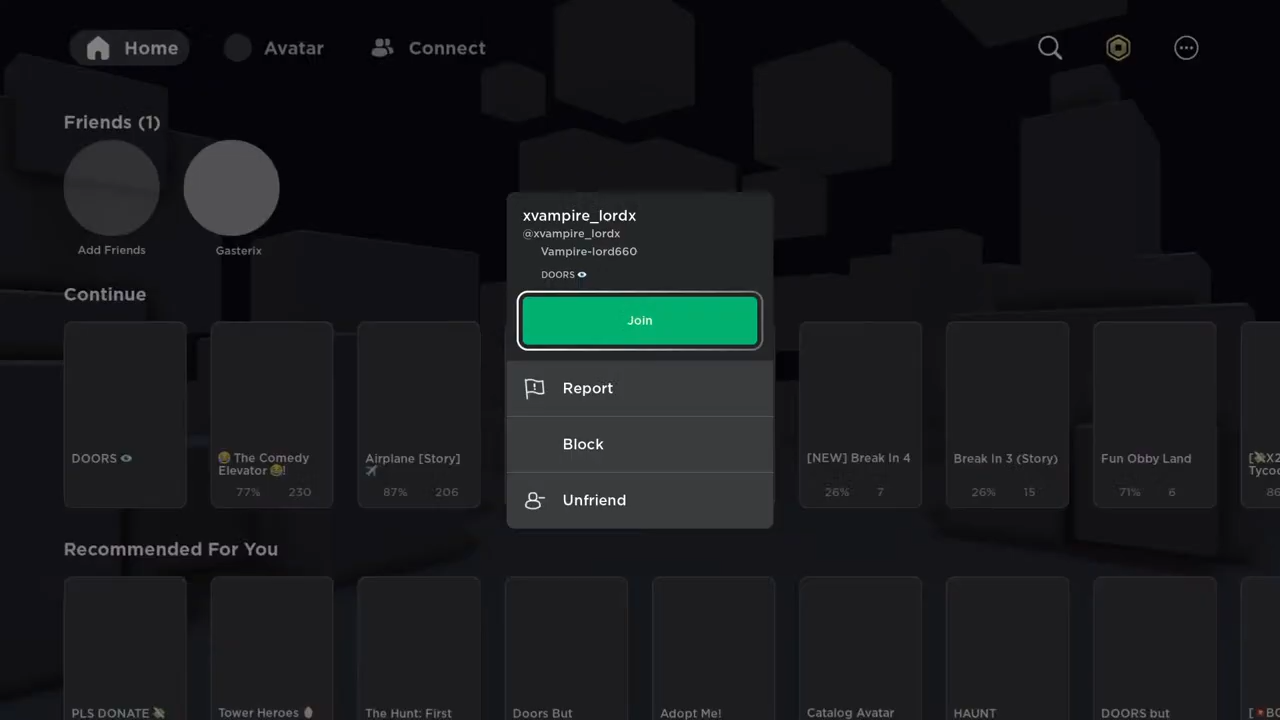 Home
Avatar
Connect
Friends (1)
Add Friends
Gasterix
xvampire_lordx
@xvampire_lordx
Vampire-lord660
DOORS 👁
Join
Report
Block
Unfriend
Continue
DOORS 👁
😂 The Comedy
Elevator 😂!
77% 230
Airplane [Story]
✈️
87% 206
[NEW] Break In 4
26% 7
Break In 3 (Story)
26% 15
Fun Obby Land
71% 6
Tycoo
86
Recommended For You
PLS DONATE
Tower Heroes 🥚
The Hunt: First
Doors But
Adopt Me!
Catalog Avatar
HAUNT
DOORS but